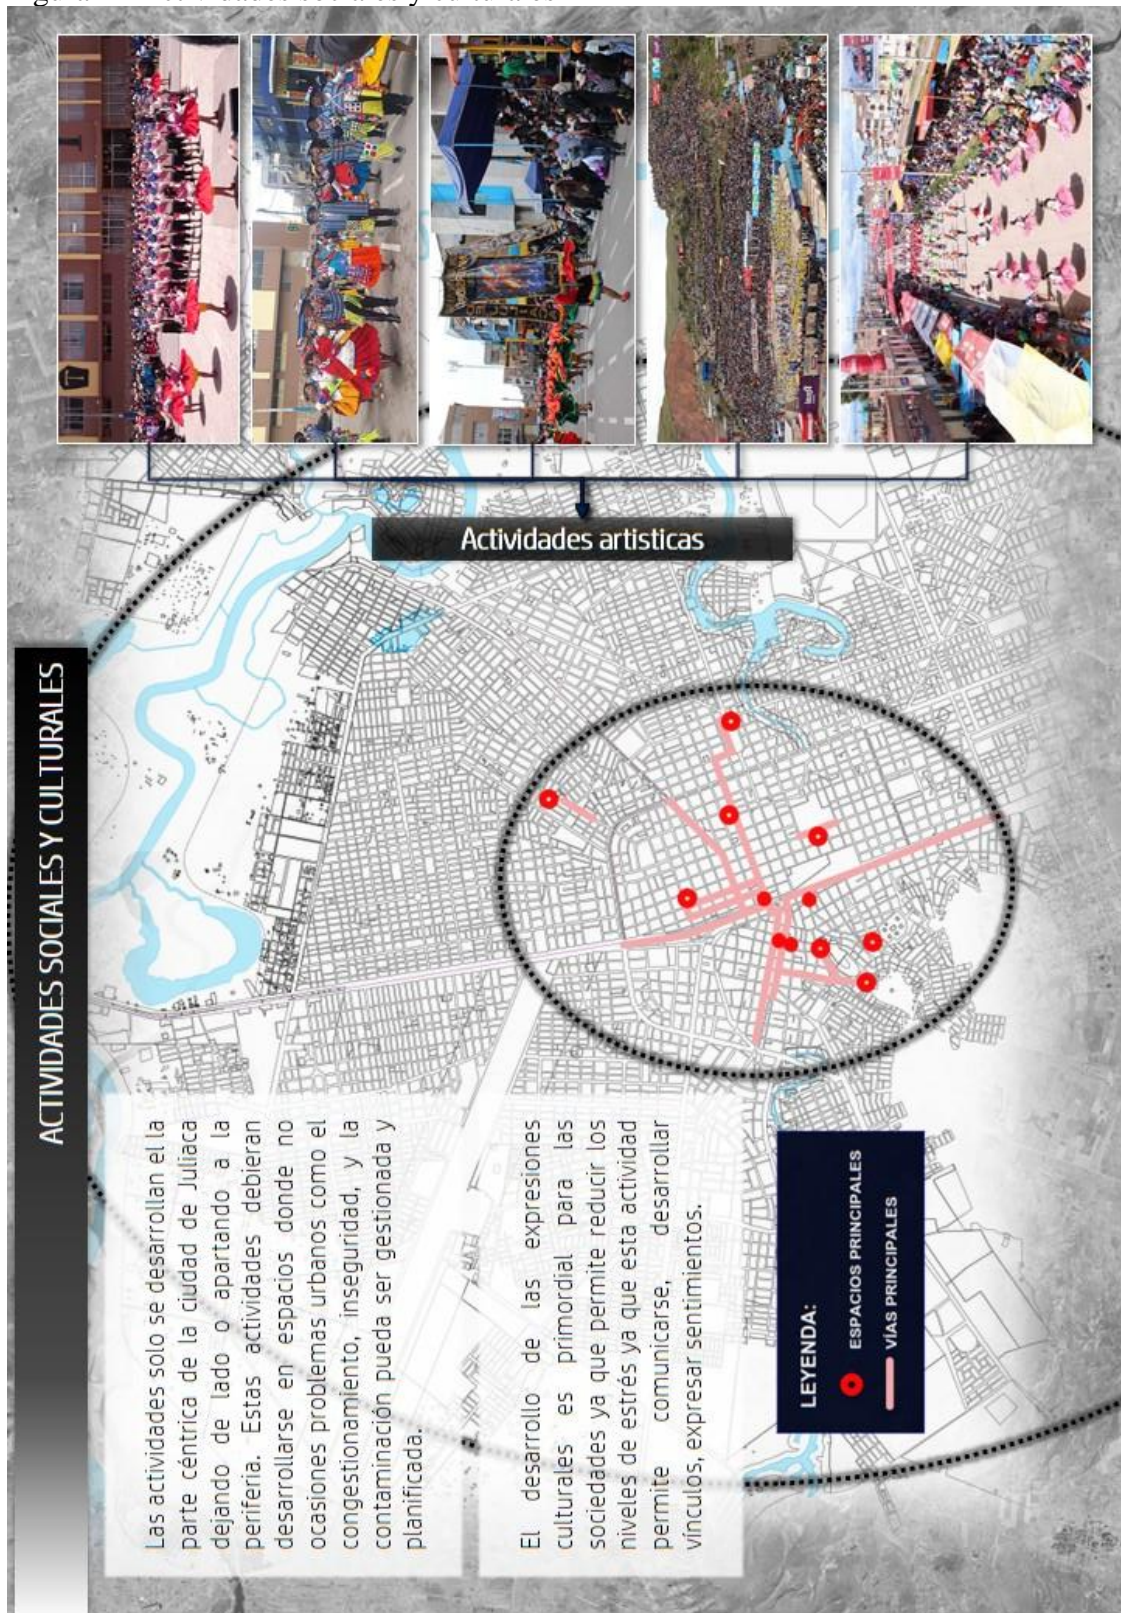 ACTIVIDADES SOCIALES Y CULTURALES
Las actividades solo se desarrollan el la
parte céntrica de la ciudad de Juliaca
dejando de lado o apartando a la
periferia. Estas actividades debieran
desarrollarse en espacios donde no
ocasiones problemas urbanos como el
congestionamiento, inseguridad, y la
contaminación pueda ser gestionada y
planificada.
El desarrollo de las expresiones
culturales es primordial para las
sociedades ya que permite reducir los
niveles de estrés ya que esta actividad
permite comunicarse, desarrollar
vínculos, expresar sentimientos.
LEYENDA:
ESPACIOS PRINCIPALES
VÍAS PRINCIPALES
Actividades artisticas